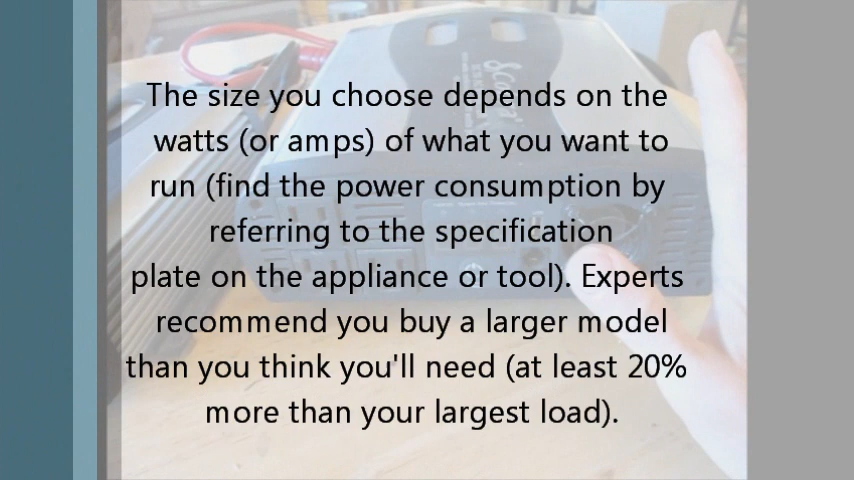 The size you choose depends on the
watts (or amps) of what you want to
run (find the power consumption by
referring to the specification
plate on the appliance or tool). Experts
recommend you buy a larger model
than you think you'll need (at least 20%
more than your largest load).